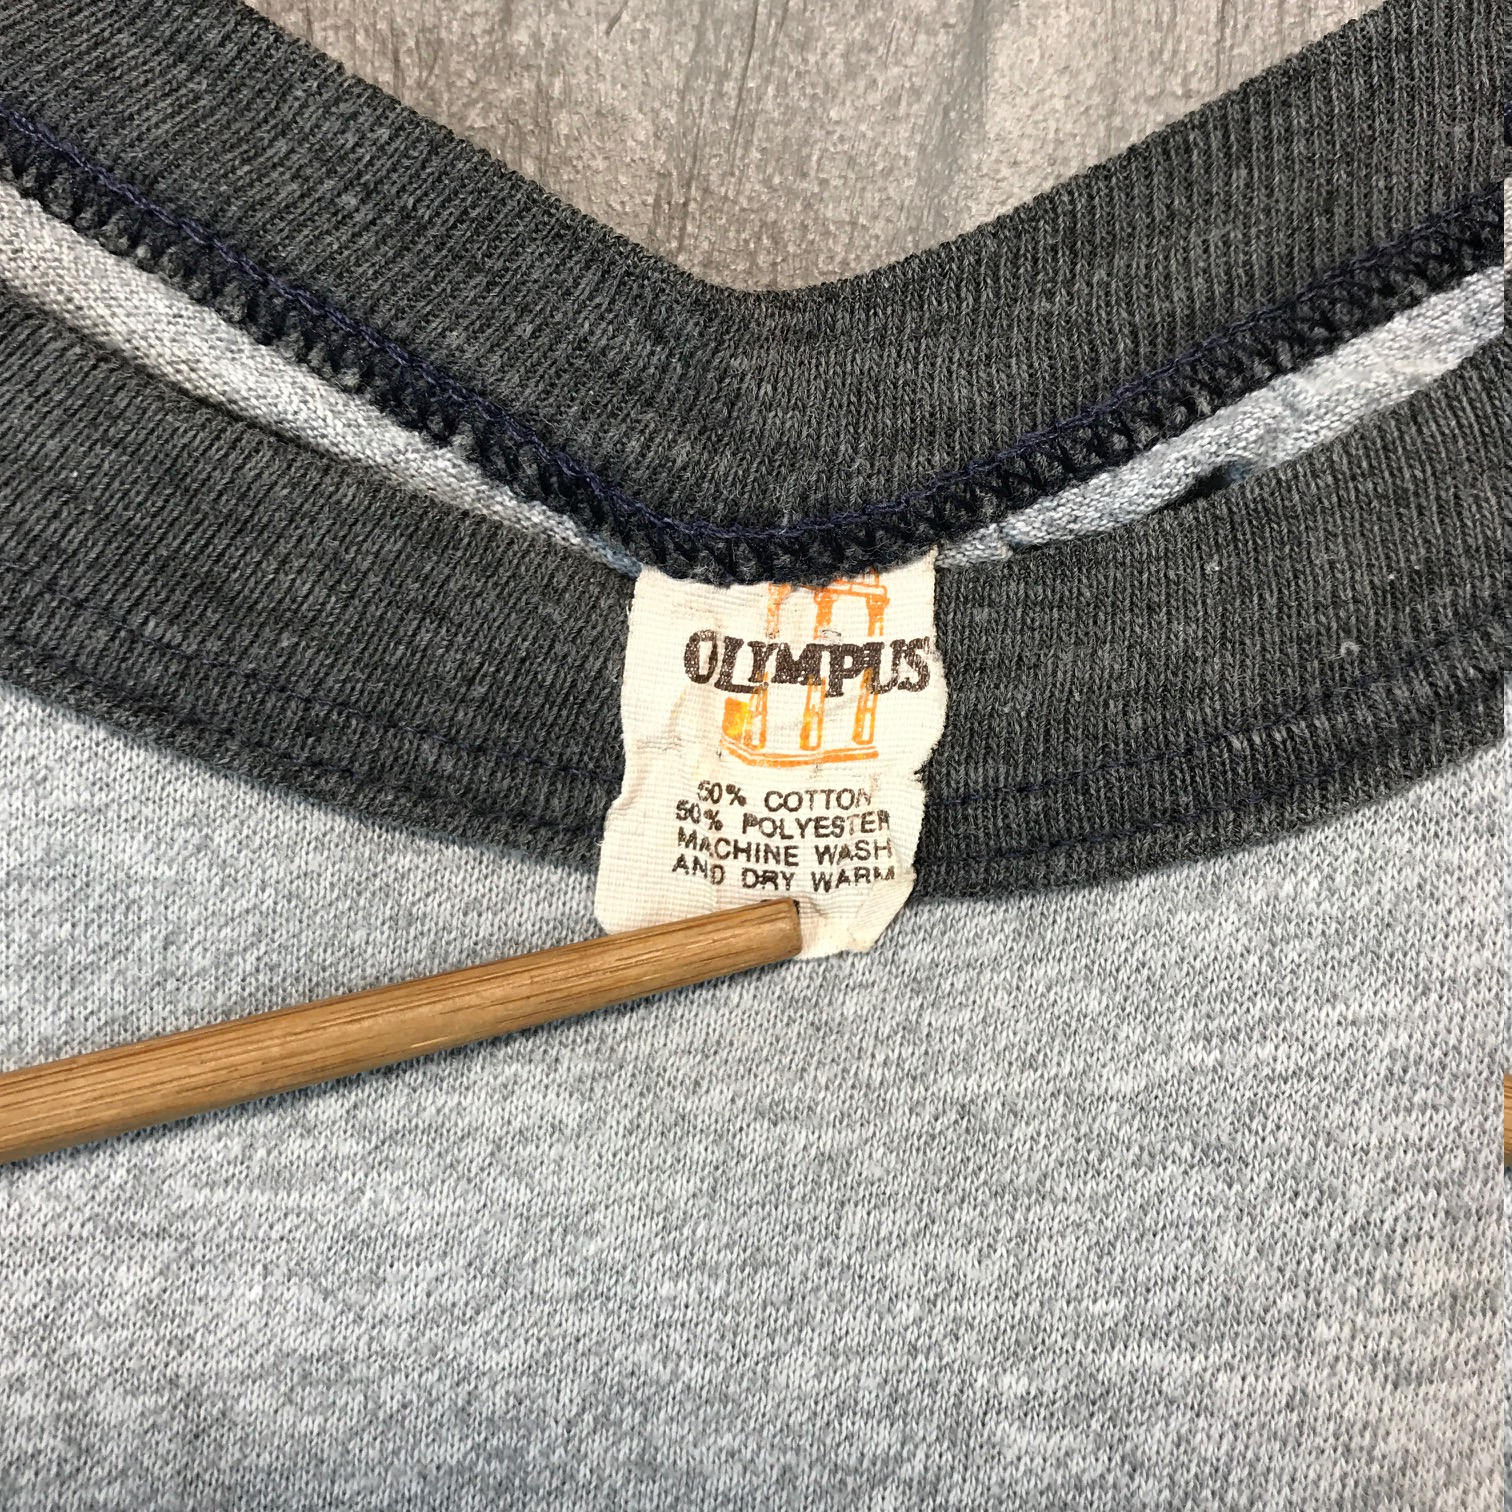 OLYMPUS
50% COTTON
50% POLYESTER
MACHINE WASH
AND DRY WARM